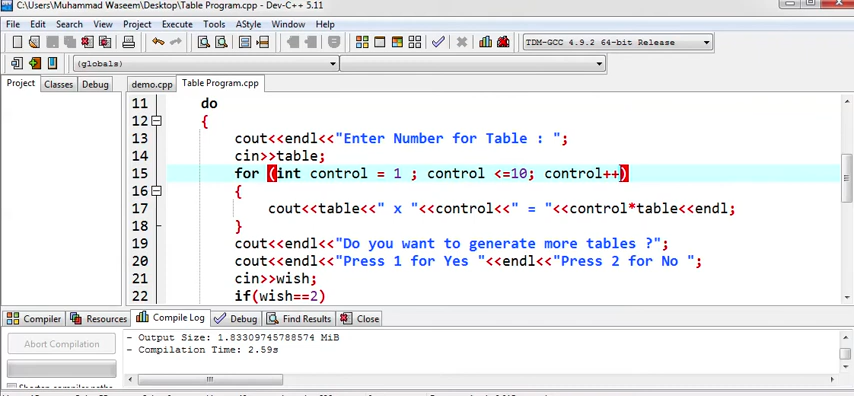 C:\Users\Muhammad Waseem\Desktop\Table Program.cpp - Dev-C++ 5.11
File Edit Search View Project Execute Tools AStyle Window Help
TDM-GCC 4.9.2 64-bit Release
(globals)
Project Classes Debug demo.cpp Table Program.cpp
11 do
12 {
13 cout<<endl<<"Enter Number for Table : ";
14 cin>>table;
15 for (int control = 1 ; control <=10; control++)
16 {
17 cout<<table<<" x "<<control<<" = "<<control*table<<endl;
18 }
19 cout<<endl<<"Do you want to generate more tables ?";
20 cout<<endl<<"Press 1 for Yes "<<endl<<"Press 2 for No ";
21 cin>>wish;
22 if(wish==2)
Compiler Resources Compile Log Debug Find Results Close
Abort Compilation
- Output Size: 1.83309745788574 MiB
- Compilation Time: 2.59s
Shorten compiler paths